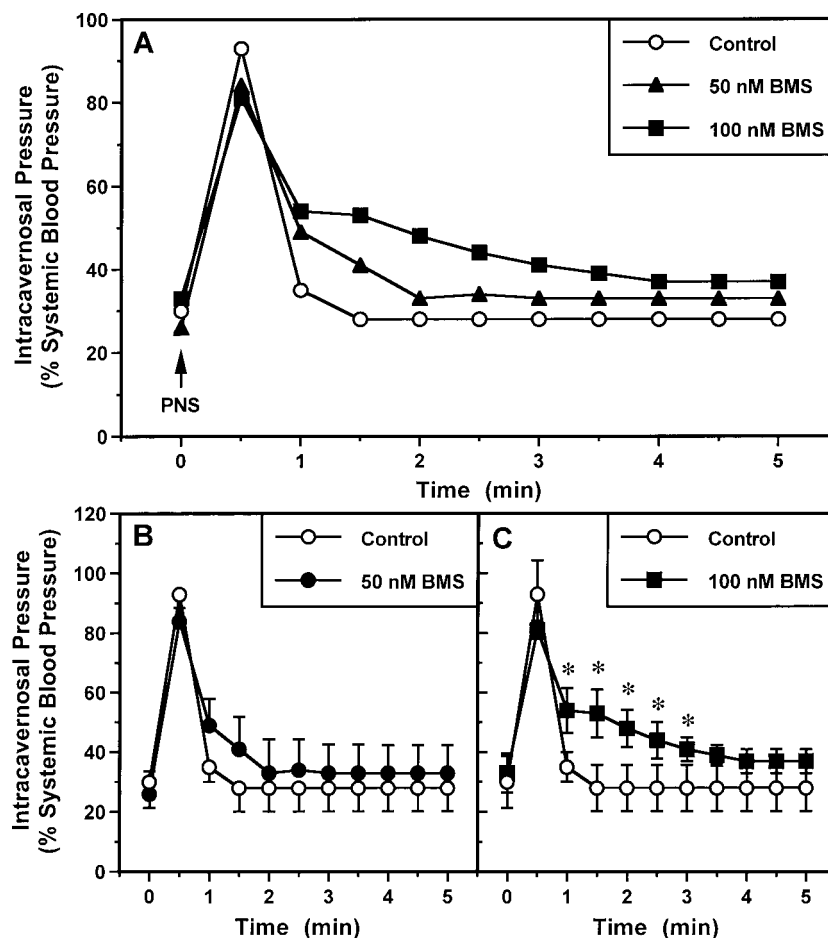 A
Control
50 nM BMS
100 nM BMS
Intracavernosal Pressure
(% Systemic Blood Pressure)
100
80
60
40
20
0
PNS
0 1 2 3 4 5
Time (min)
B
Control
50 nM BMS
C
Control
100 nM BMS
Intracavernosal Pressure
(% Systemic Blood Pressure)
120
100
80
60
40
20
0
* * * * *
0 1 2 3 4 5
Time (min)
0 1 2 3 4 5
Time (min)